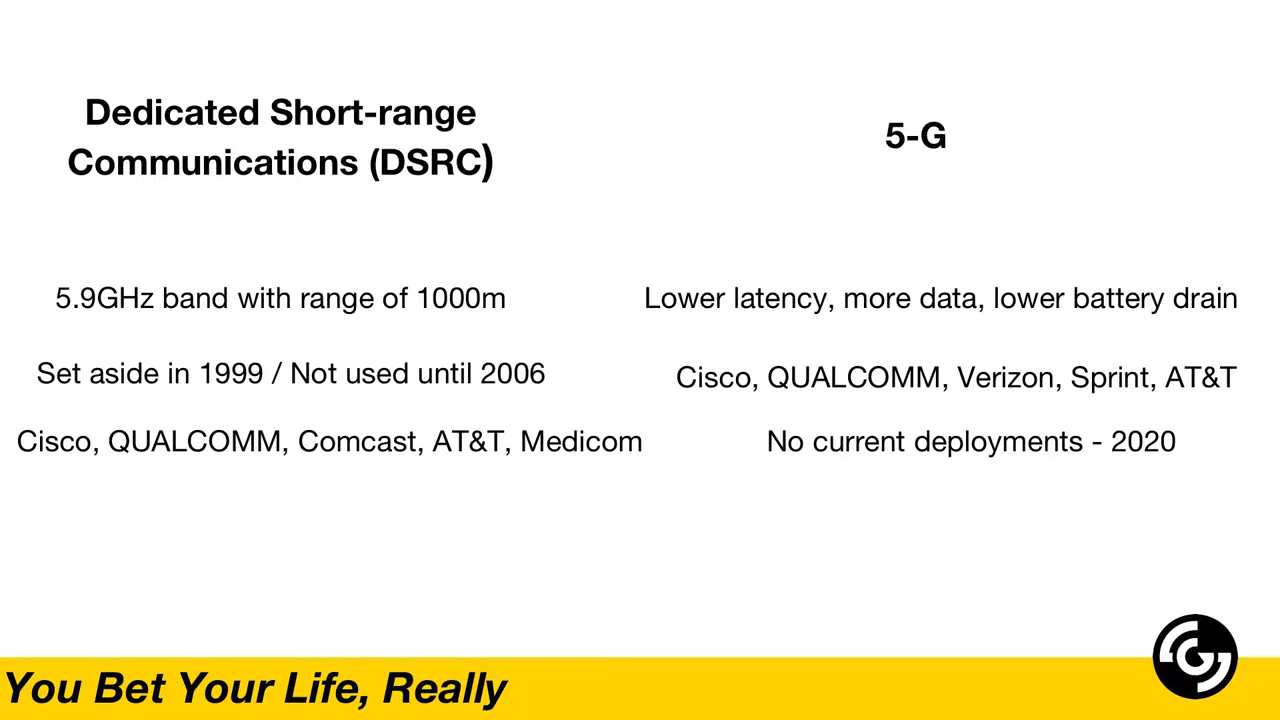 Dedicated Short-range
Communications (DSRC)
5.9GHz band with range of 1000m
Set aside in 1999 / Not used until 2006
Cisco, QUALCOMM, Comcast, AT&T, Medicom
5-G
Lower latency, more data, lower battery drain
Cisco, QUALCOMM, Verizon, Sprint, AT&T
No current deployments - 2020
You Bet Your Life, Really